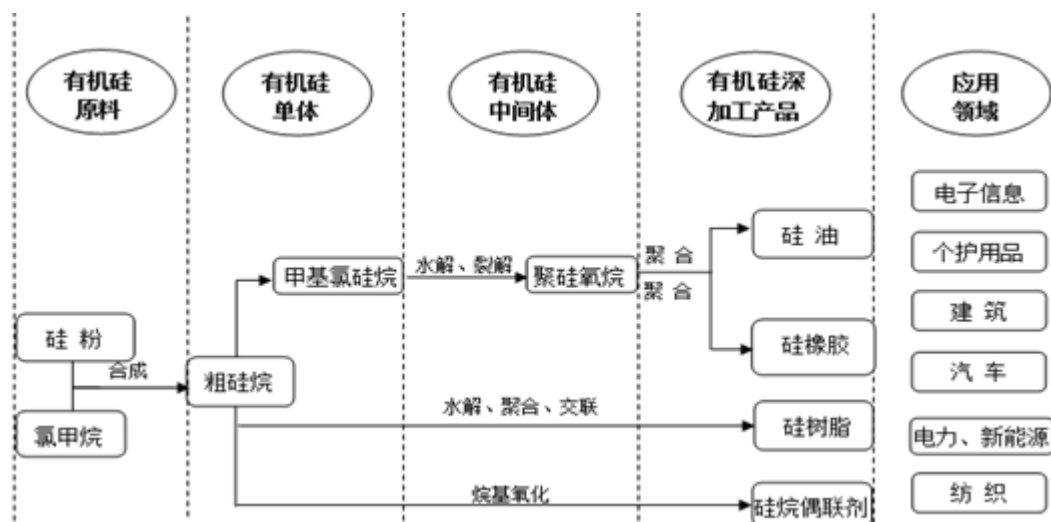 有机硅
原料
有机硅
单体
有机硅
中间体
有机硅深
加工产品
应用
领域
电子信息
硅 油
个护用品
聚 合
水解、裂解
甲基氯硅烷
聚硅氧烷
聚 合
建 筑
硅 粉
硅橡胶
合成
汽 车
粗硅烷
水解、聚合、交联
氯甲烷
硅树脂
电力、新能源
烷基氧化
纺 织
硅烷偶联剂